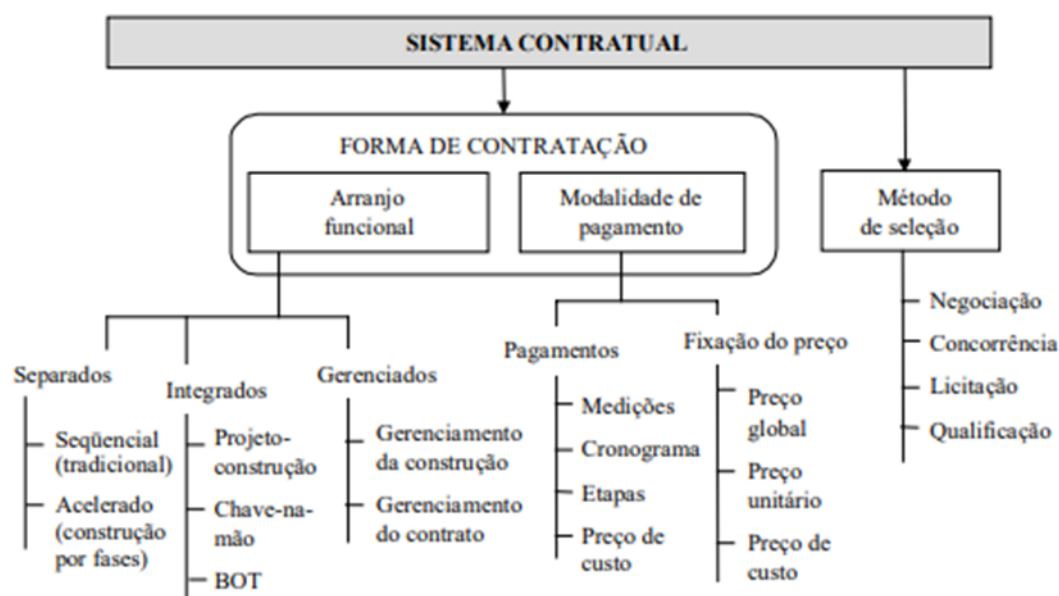 SISTEMA CONTRATUAL
FORMA DE CONTRATAÇÃO
Arranjo
funcional
Modalidade de
pagamento
Método
de seleção
Separados
Seqüencial
(tradicional)
Acelerado
(construção
por fases)
Integrados
Projeto-
construção
Chave-na-
mão
BOT
Gerenciados
Gerenciamento
da construção
Gerenciamento
do contrato
Pagamentos
Medições
Cronograma
Etapas
Preço de
custo
Fixação do preço
Preço
global
Preço
unitário
Preço de
custo
Negociação
Concorrência
Licitação
Qualificação